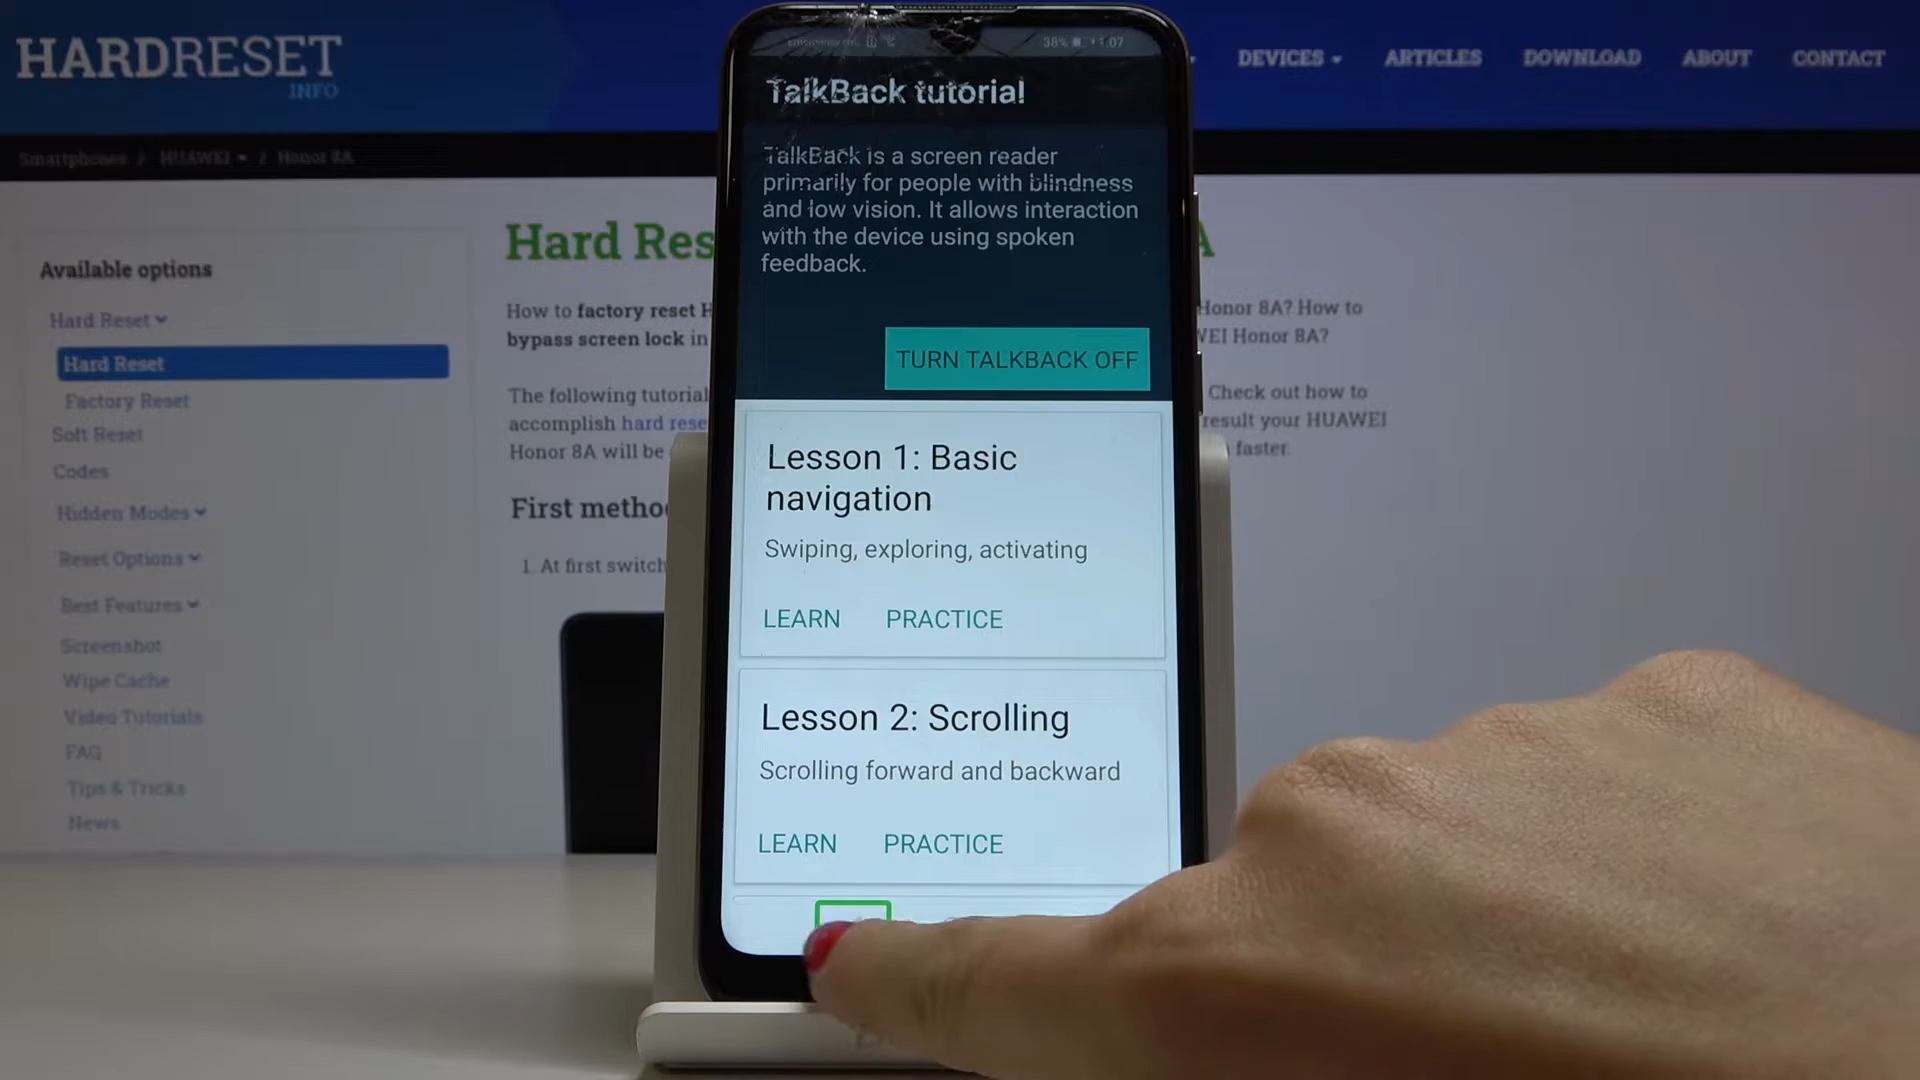 HARDRESET
INFO
DEVICES
ARTICLES
DOWNLOAD
ABOUT
CONTACT
Smartphones / HUAWEI / Honor 8A
Available options
Hard Reset
Hard Reset
Factory Reset
Soft Reset
Codes
Hidden Modes
Reset Options
Best Features
Screenshot
Wipe Cache
Video Tutorials
FAQ
Tips & Tricks
News
Hard Res
A
How to factory reset H
Honor 8A? How to
bypass screen lock in
WEI Honor 8A?
The following tutorial
Check out how to
accomplish hard rese
result your HUAWEI
Honor 8A will be
faster.
First metho
1. At first switch
38% 1:07
TalkBack tutorial
TalkBack is a screen reader
primarily for people with blindness
and low vision. It allows interaction
with the device using spoken
feedback.
TURN TALKBACK OFF
Lesson 1: Basic
navigation
Swiping, exploring, activating
LEARN PRACTICE
Lesson 2: Scrolling
Scrolling forward and backward
LEARN PRACTICE